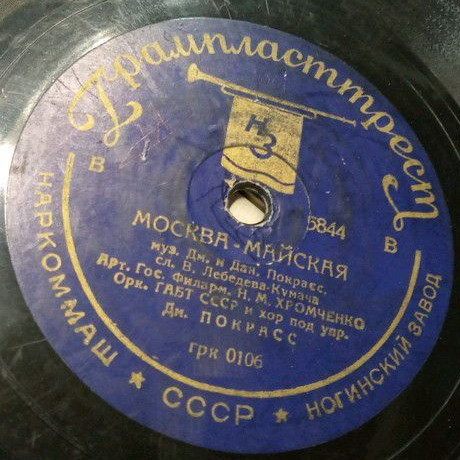 Грампласттрест
НЗ
В
В
5844
МОСКВА-МАЙСКАЯ
муз. Дм. и Дан. Покрасс.
сл. В. Лебедева-Кумача
Арт. Гос. Филарм. Н. М. ХРОМЧЕНКО
Орк. ГАБТ СССР и хор под упр.
Дм. ПОКРАСС
грк 0106
НАРКОММАШ ★ СССР ★ НОГИНСКИЙ ЗАВОД